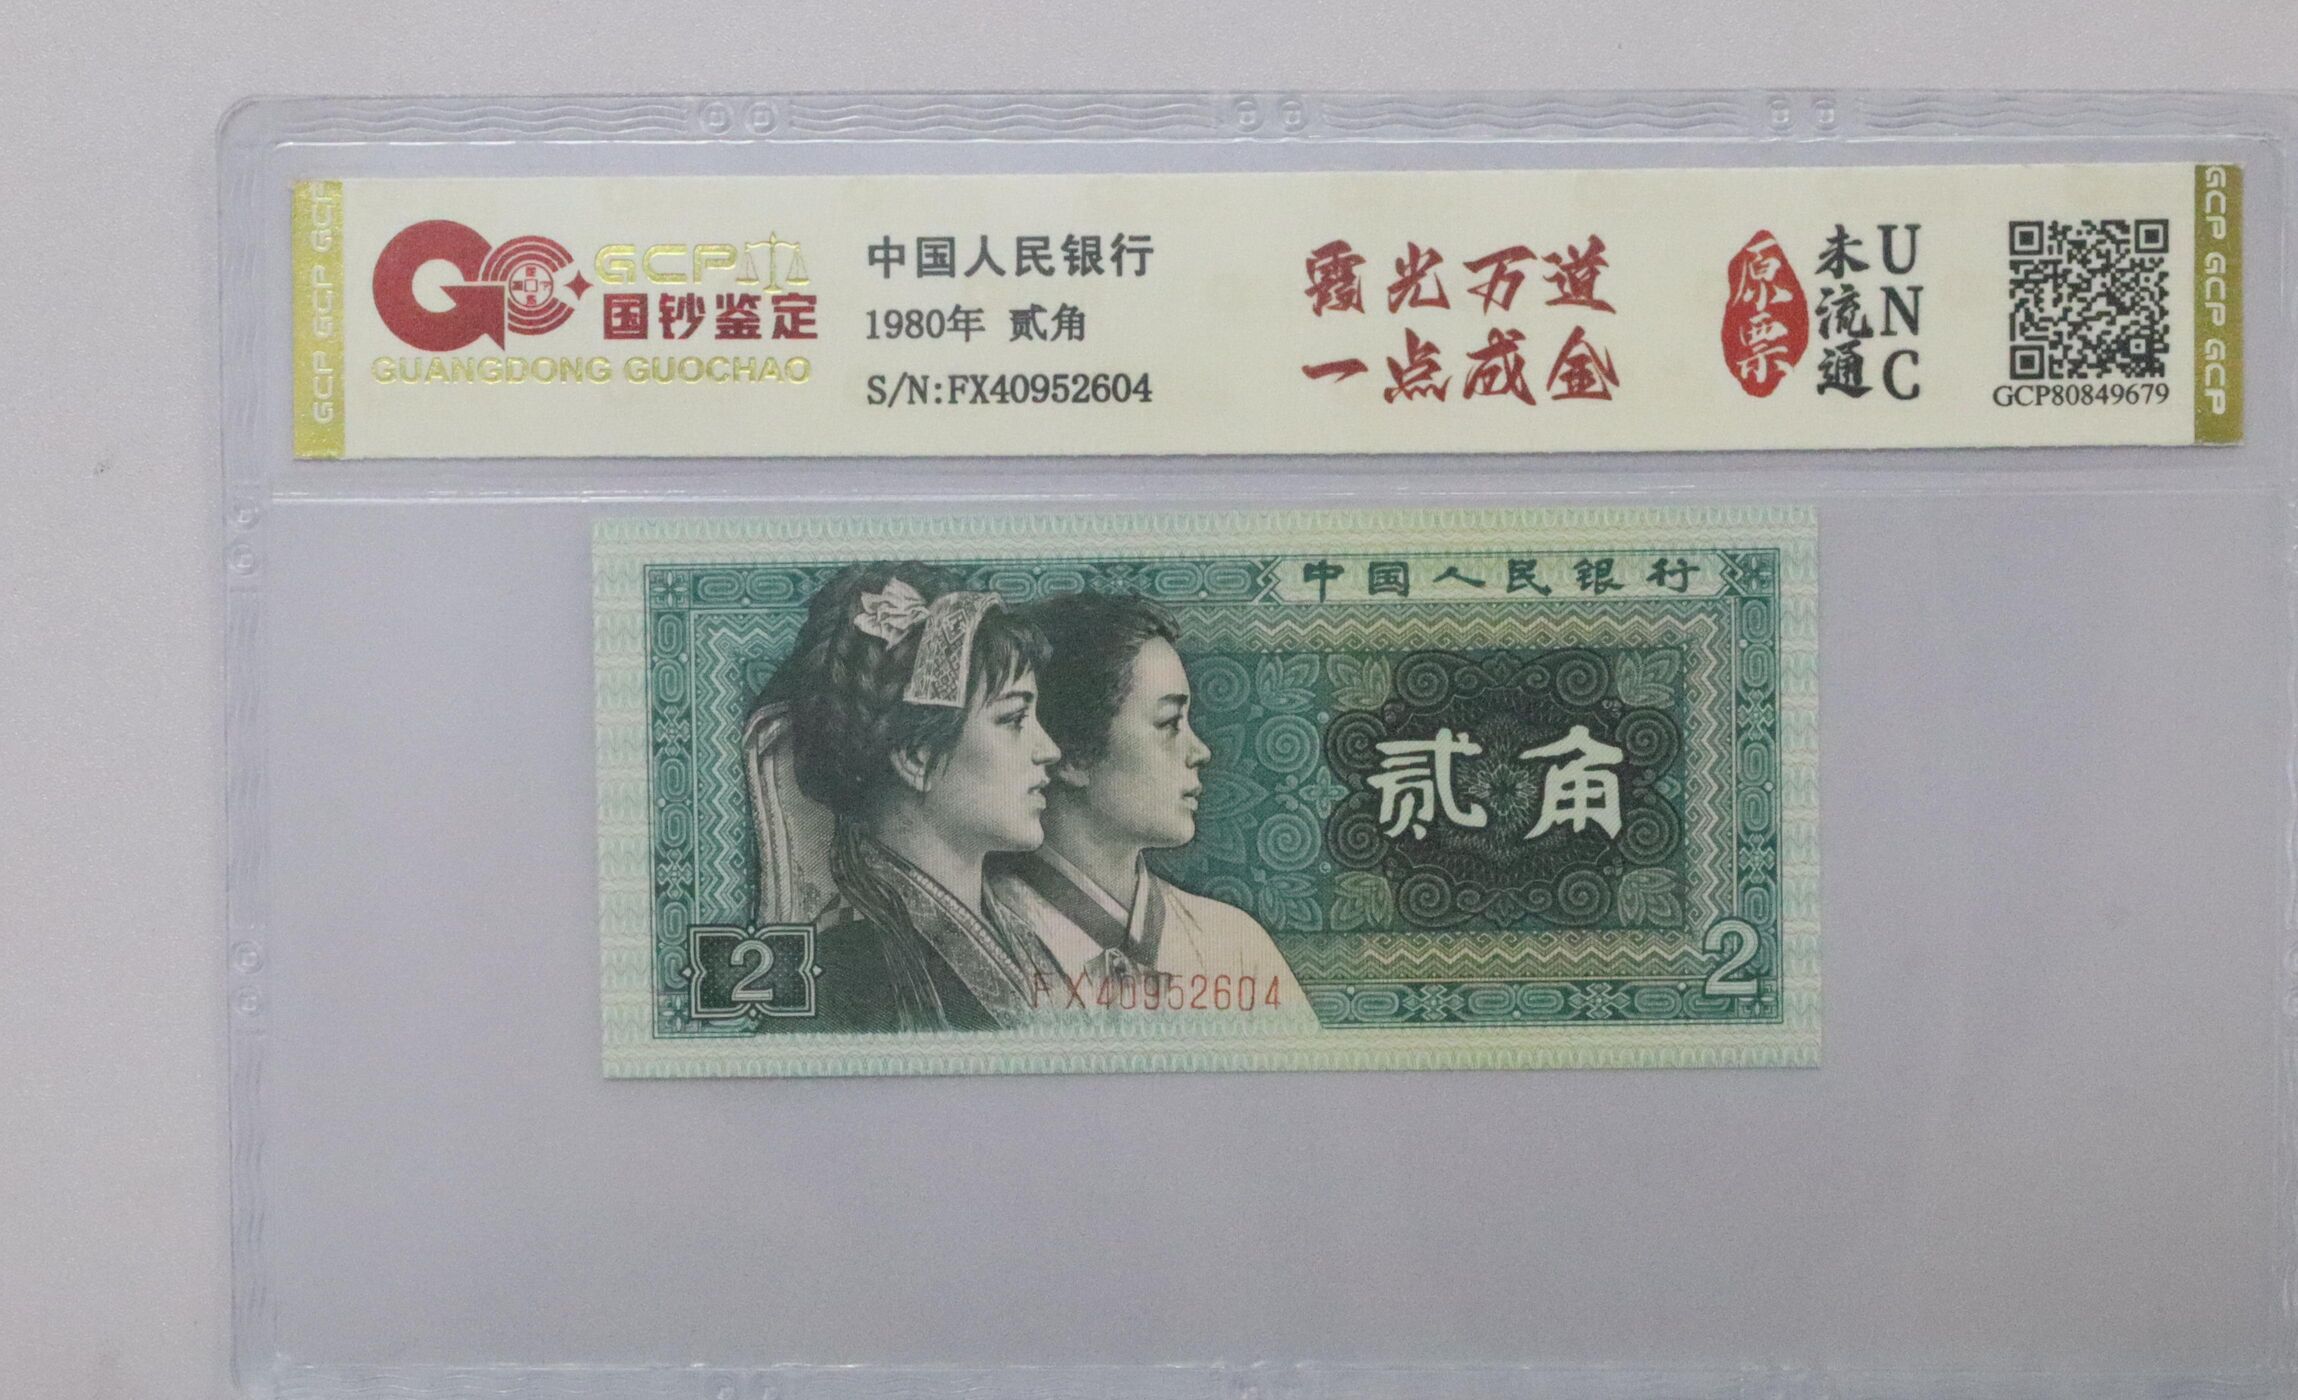 GCP GCP GCP
GCP
国钞鉴定
GUANGDONG GUOCHAO
中国人民银行
1980年 贰角
S/N:FX40952604
霞光万道
一点成金
原票
未流通
UNC
GCP80849679
GCP GCP GCP
中国人民银行
贰角
2
FX40952604
2